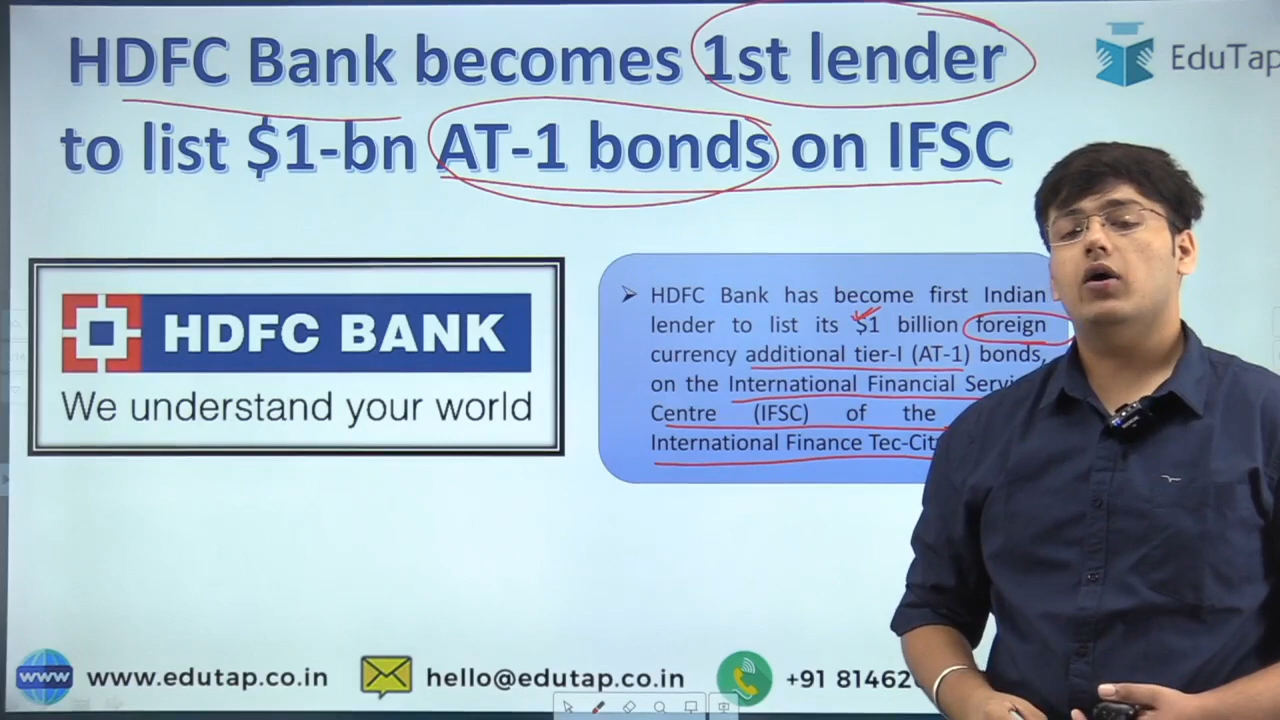 HDFC Bank becomes 1st lender
to list $1-bn AT-1 bonds on IFSC
EduTap
HDFC BANK
We understand your world
➤ HDFC Bank has become first Indian
lender to list its $1 billion foreign
currency additional tier-I (AT-1) bonds,
on the International Financial
Centre (IFSC) of the
International Finance
www www.edutap.co.in
hello@edutap.co.in
+91 81462